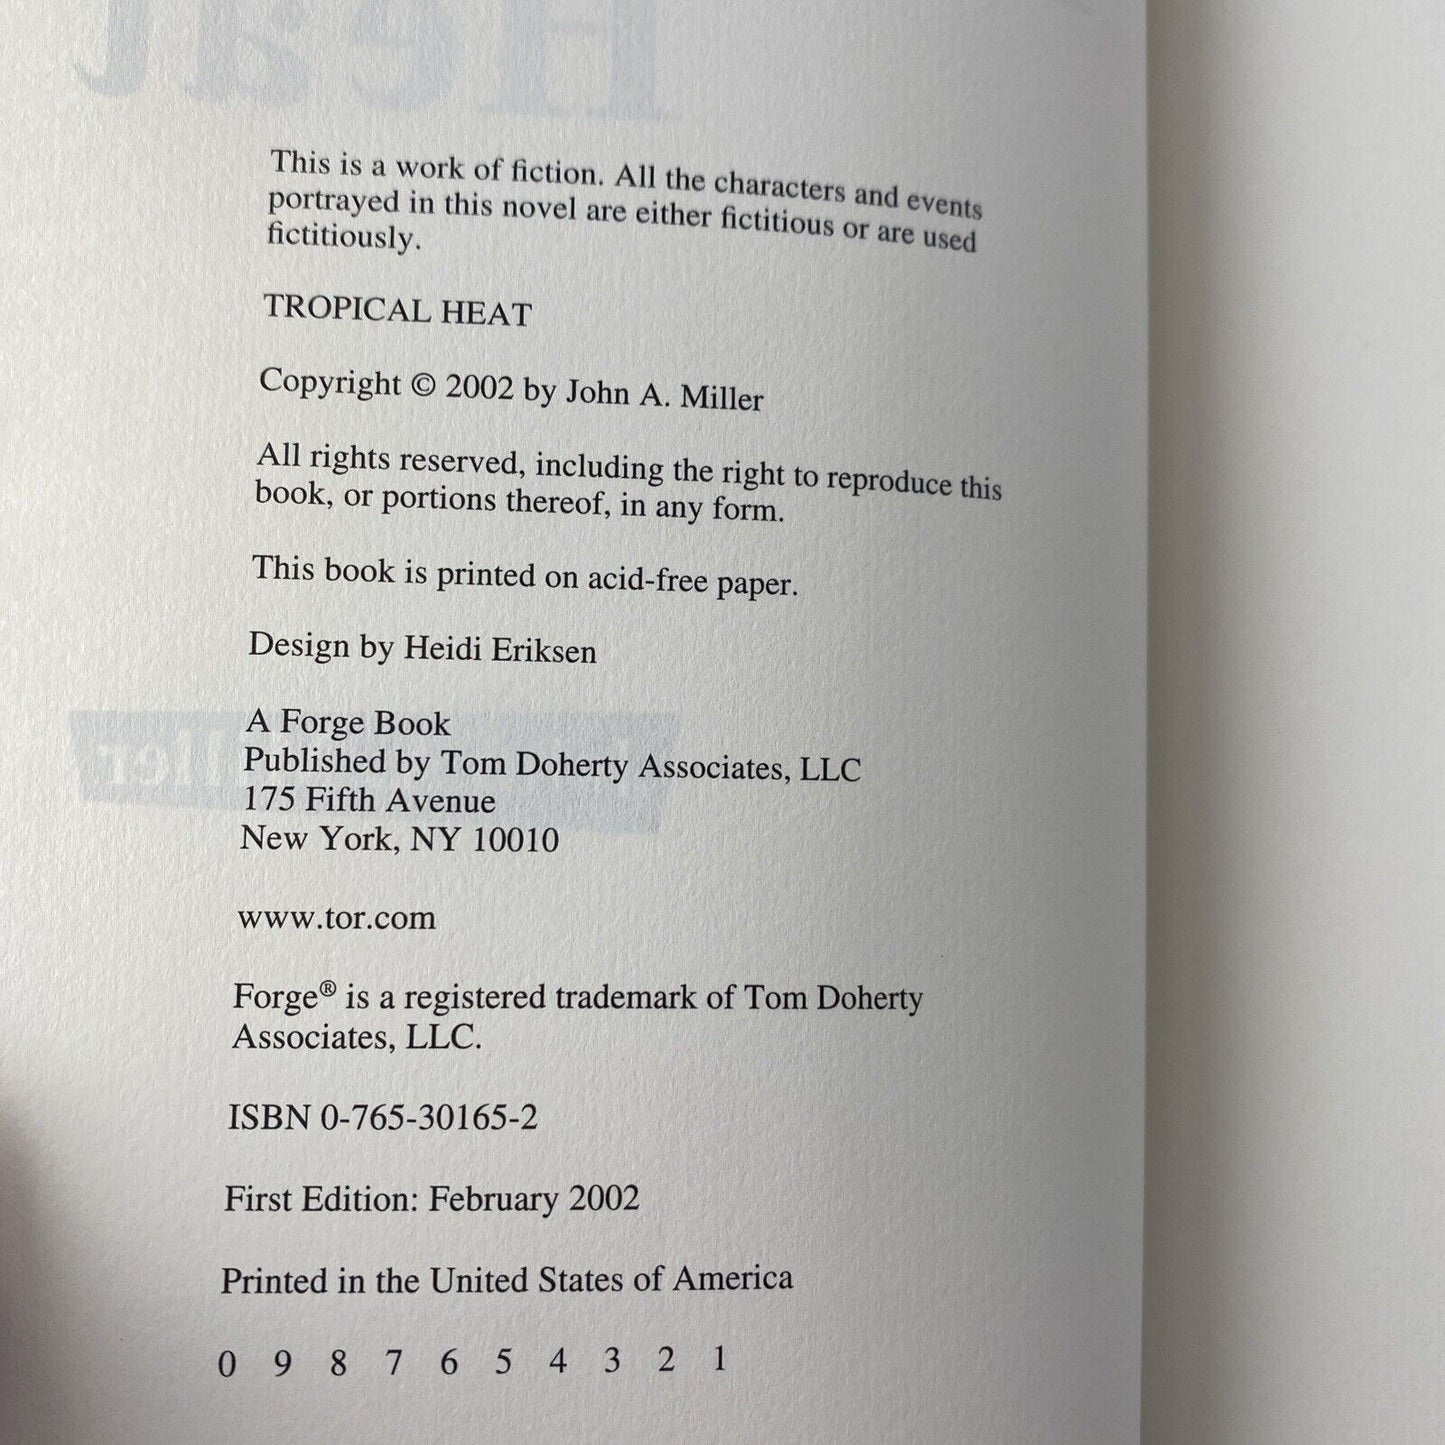 This is a work of fiction. All the characters and events
portrayed in this novel are either fictitious or are used
fictitiously.
TROPICAL HEAT
Copyright © 2002 by John A. Miller
All rights reserved, including the right to reproduce this
book, or portions thereof, in any form.
This book is printed on acid-free paper.
Design by Heidi Eriksen
A Forge Book
Published by Tom Doherty Associates, LLC
175 Fifth Avenue
New York, NY 10010
www.tor.com
Forge® is a registered trademark of Tom Doherty
Associates, LLC.
ISBN 0-765-30165-2
First Edition: February 2002
Printed in the United States of America
0 9 8 7 6 5 4 3 2 1